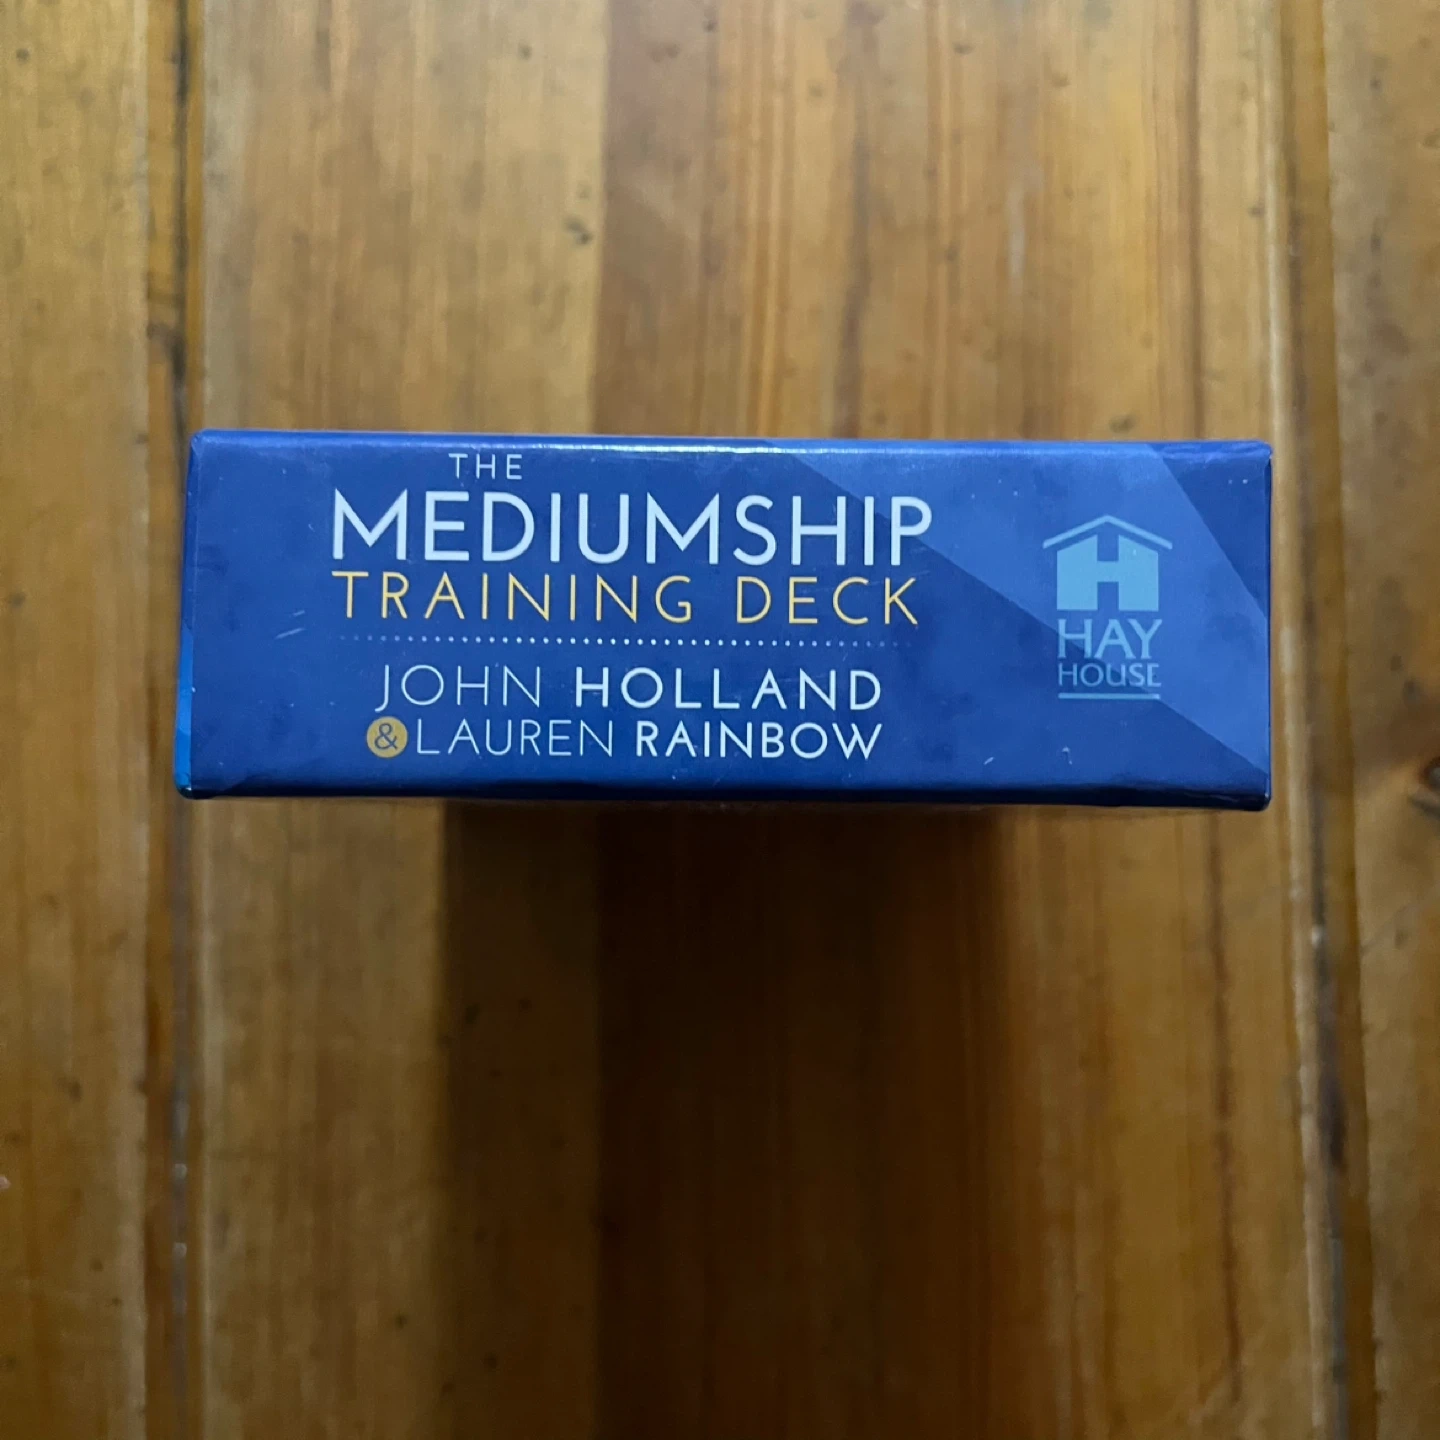 THE
MEDIUMSHIP
TRAINING DECK
JOHN HOLLAND
& LAUREN RAINBOW
HAY
HOUSE